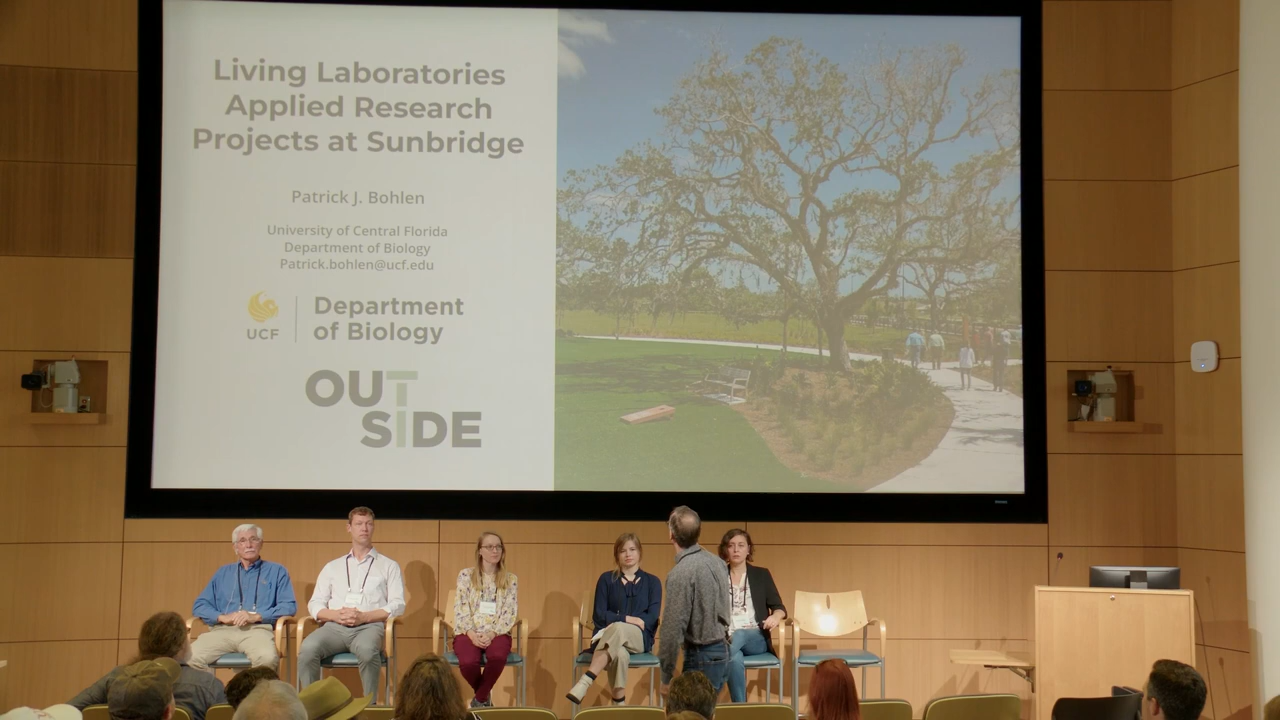 Living Laboratories
Applied Research
Projects at Sunbridge
Patrick J. Bohlen
University of Central Florida
Department of Biology
Patrick.bohlen@ucf.edu
UCF
Department
of Biology
OUT
SIDE